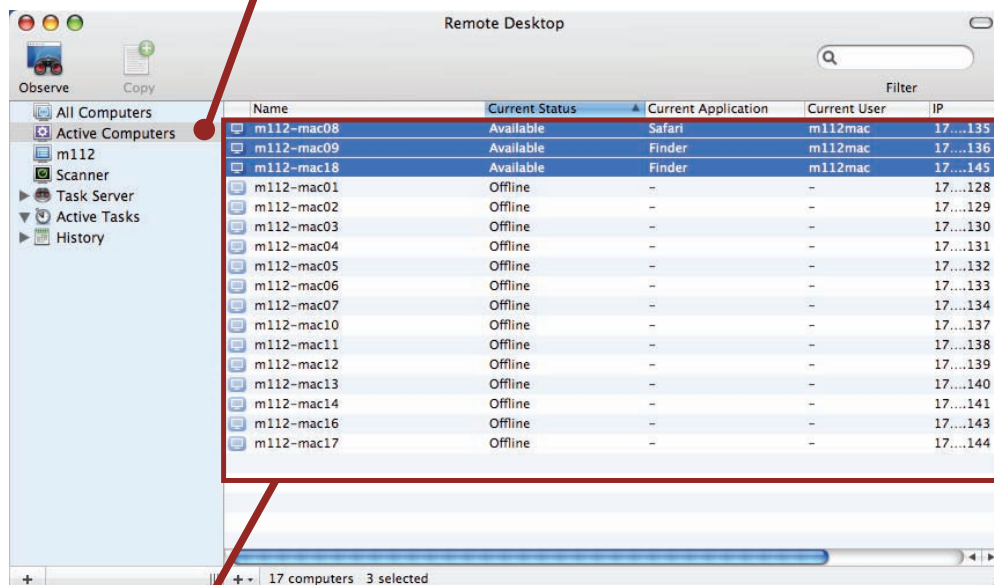 Remote Desktop
Observe Copy Filter
All Computers
Active Computers
m112
Scanner
Task Server
Active Tasks
History
Name Current Status Current Application Current User IP
m112-mac08 Available Safari m112mac 17....135
m112-mac09 Available Finder m112mac 17....136
m112-mac18 Available Finder m112mac 17....145
m112-mac01 Offline - - 17....128
m112-mac02 Offline - - 17....129
m112-mac03 Offline - - 17....130
m112-mac04 Offline - - 17....131
m112-mac05 Offline - - 17....132
m112-mac06 Offline - - 17....133
m112-mac07 Offline - - 17....134
m112-mac10 Offline - - 17....137
m112-mac11 Offline - - 17....138
m112-mac12 Offline - - 17....139
m112-mac13 Offline - - 17....140
m112-mac14 Offline - - 17....141
m112-mac16 Offline - - 17....143
m112-mac17 Offline - - 17....144
17 computers 3 selected